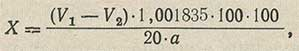 X = (V₁ — V₂)·1,001835·100·100 / 20·a ,